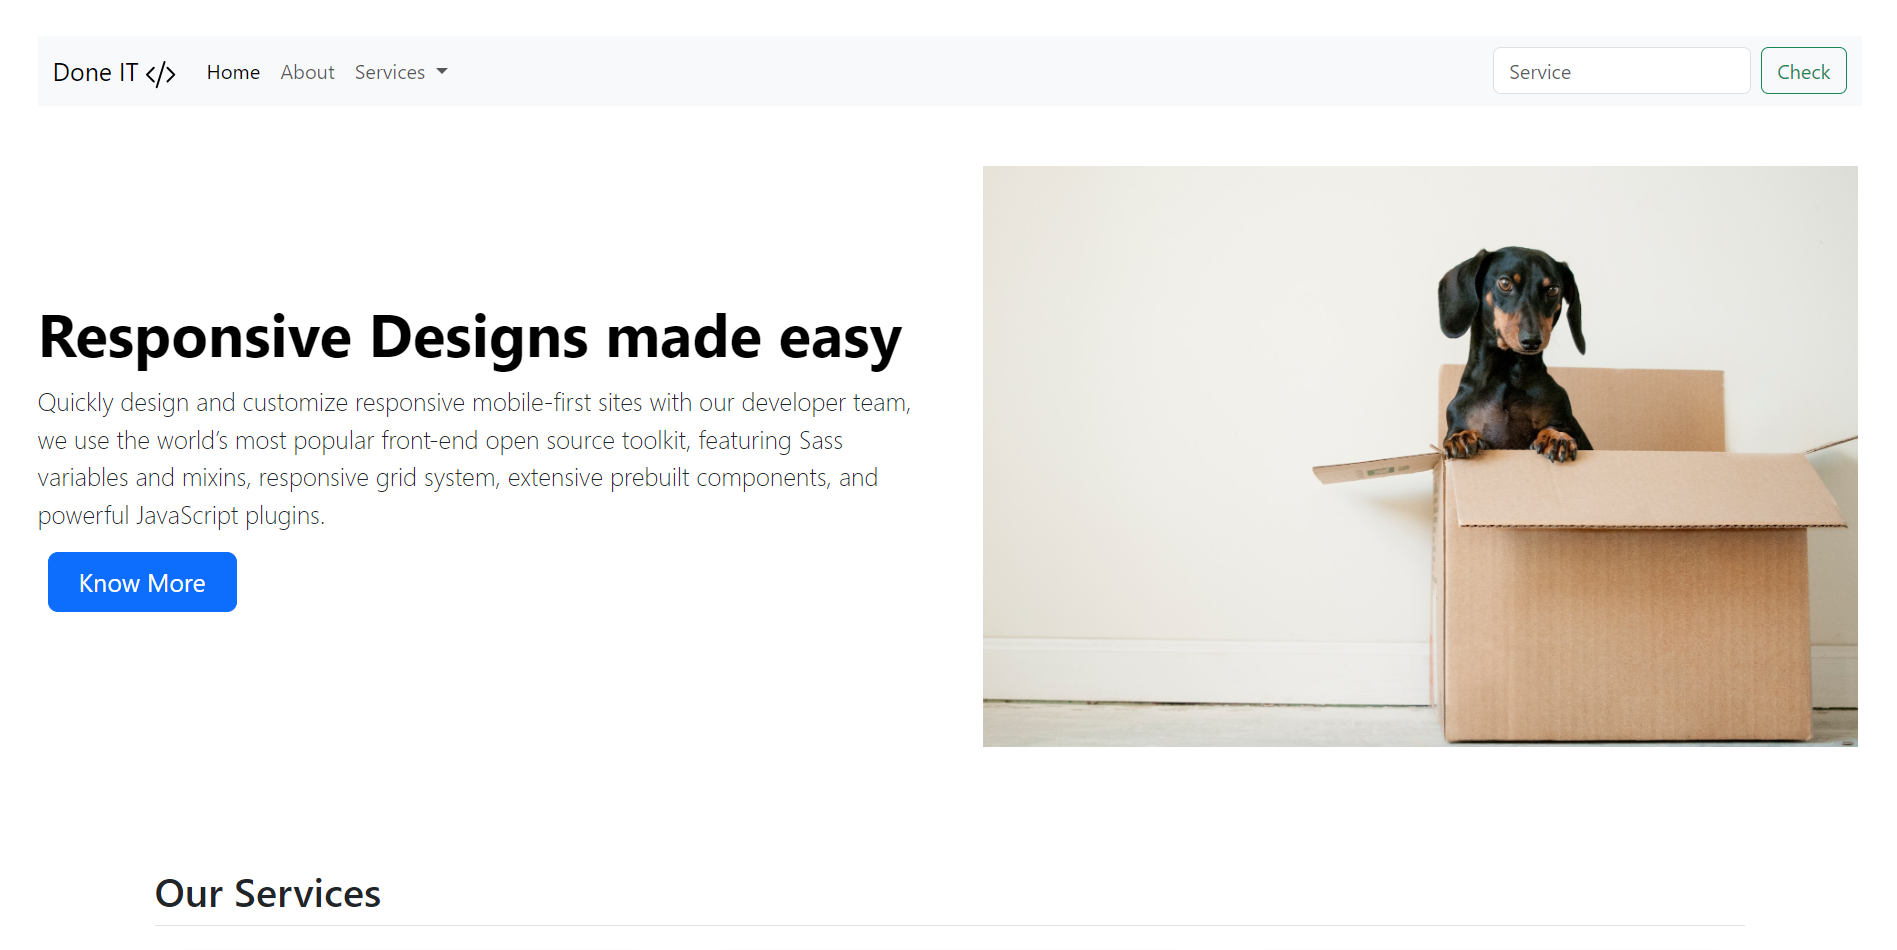 Done IT </> Home About Services Service Check
Responsive Designs made easy
Quickly design and customize responsive mobile-first sites with our developer team,
we use the world’s most popular front-end open source toolkit, featuring Sass
variables and mixins, responsive grid system, extensive prebuilt components, and
powerful JavaScript plugins.
Know More
Our Services